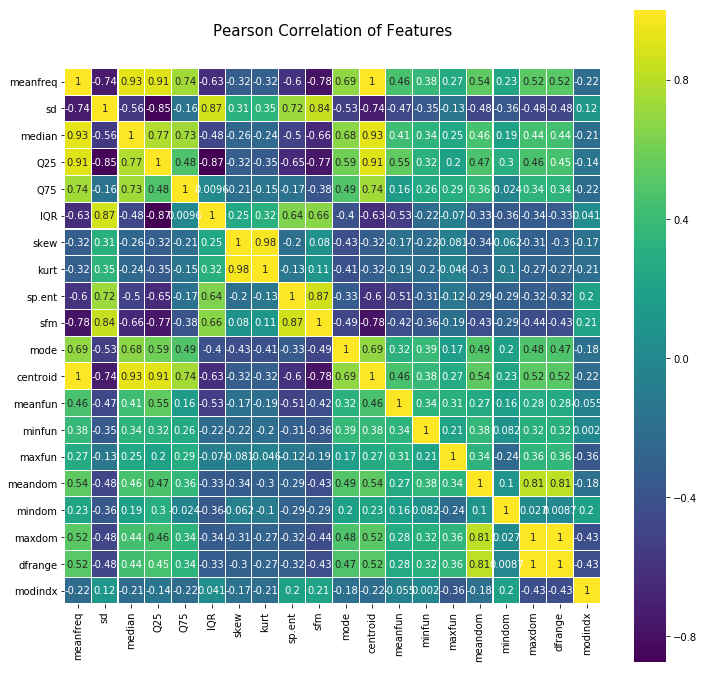 Pearson Correlation of Features
meanfreq 1 -0.74 0.93 0.91 0.74 -0.63 -0.32 -0.32 -0.6 -0.78 0.69 1 0.46 0.38 0.27 0.54 0.23 0.52 0.52 -0.22
sd -0.74 1 -0.56 -0.85 -0.16 0.87 0.31 0.35 0.72 0.84 -0.53 -0.74 -0.47 -0.35 -0.13 -0.48 -0.36 -0.48 -0.48 0.12
median 0.93 -0.56 1 0.77 0.73 -0.48 -0.26 -0.24 -0.5 -0.66 0.68 0.93 0.41 0.34 0.25 0.46 0.19 0.44 0.44 -0.21
Q25 0.91 -0.85 0.77 1 0.48 -0.87 -0.32 -0.35 -0.65 -0.77 0.59 0.91 0.55 0.32 0.2 0.47 0.3 0.46 0.45 -0.14
Q75 0.74 -0.16 0.73 0.48 1 0.0096 -0.21 -0.15 -0.17 -0.38 0.49 0.74 0.16 0.26 0.29 0.36 -0.024 0.34 0.34 -0.22
IQR -0.63 0.87 -0.48 -0.87 0.0096 1 0.25 0.32 0.64 0.66 -0.4 -0.63 -0.53 -0.22 -0.07 -0.33 -0.36 -0.34 -0.33 0.041
skew -0.32 0.31 -0.26 -0.32 -0.21 0.25 1 0.98 -0.2 0.08 -0.43 -0.32 -0.17 -0.22 -0.081 -0.34 -0.062 -0.31 -0.3 -0.17
kurt -0.32 0.35 -0.24 -0.35 -0.15 0.32 0.98 1 -0.13 0.11 -0.41 -0.32 -0.19 -0.2 -0.046 -0.3 -0.1 -0.27 -0.27 -0.21
sp.ent -0.6 0.72 -0.5 -0.65 -0.17 0.64 -0.2 -0.13 1 0.87 -0.33 -0.6 -0.51 -0.31 -0.12 -0.29 -0.29 -0.32 -0.32 0.2
sfm -0.78 0.84 -0.66 -0.77 -0.38 0.66 0.08 0.11 0.87 1 -0.49 -0.78 -0.42 -0.36 -0.19 -0.43 -0.29 -0.44 -0.43 0.21
mode 0.69 -0.53 0.68 0.59 0.49 -0.4 -0.43 -0.41 -0.33 -0.49 1 0.69 0.32 0.39 0.17 0.49 0.2 0.48 0.47 -0.18
centroid 1 -0.74 0.93 0.91 0.74 -0.63 -0.32 -0.32 -0.6 -0.78 0.69 1 0.46 0.38 0.27 0.54 0.23 0.52 0.52 -0.22
meanfun 0.46 -0.47 0.41 0.55 0.16 -0.53 -0.17 -0.19 -0.51 -0.42 0.32 0.46 1 0.34 0.31 0.27 0.16 0.28 0.28 -0.055
minfun 0.38 -0.35 0.34 0.32 0.26 -0.22 -0.22 -0.2 -0.31 -0.36 0.39 0.38 0.34 1 0.21 0.38 0.082 0.32 0.32 0.002
maxfun 0.27 -0.13 0.25 0.2 0.29 -0.07 -0.081 0.046 -0.12 -0.19 0.17 0.27 0.31 0.21 1 0.34 -0.24 0.36 0.36 -0.36
meandom 0.54 -0.48 0.46 0.47 0.36 -0.33 -0.34 -0.3 -0.29 -0.43 0.49 0.54 0.27 0.38 0.34 1 0.1 0.81 0.81 -0.18
mindom 0.23 -0.36 0.19 0.3 -0.024 -0.36 -0.062 -0.1 -0.29 -0.29 0.2 0.23 0.16 0.082 -0.24 0.1 1 0.027 0.0087 0.2
maxdom 0.52 -0.48 0.44 0.46 0.34 -0.34 -0.31 -0.27 -0.32 -0.44 0.48 0.52 0.28 0.32 0.36 0.81 0.027 1 1 -0.43
dfrange 0.52 -0.48 0.44 0.45 0.34 -0.33 -0.3 -0.27 -0.32 -0.43 0.47 0.52 0.28 0.32 0.36 0.81 0.0087 1 1 -0.43
modindx -0.22 0.12 -0.21 -0.14 -0.22 0.041 -0.17 -0.21 0.2 0.21 -0.18 -0.22 -0.055 0.002 -0.36 -0.18 0.2 -0.43 -0.43 1
meanfreq sd median Q25 Q75 IQR skew kurt sp.ent sfm mode centroid meanfun minfun maxfun meandom mindom maxdom dfrange modindx
0.8
0.4
0.0
−0.4
−0.8